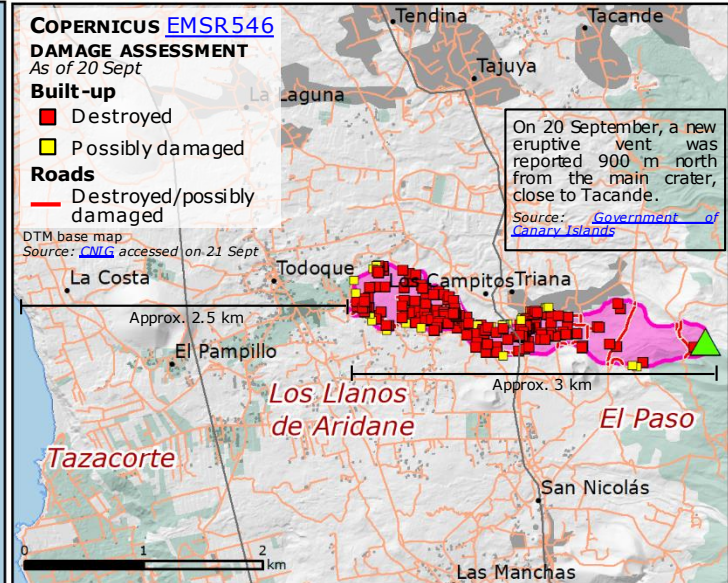 COPERNICUS EMSR546
DAMAGE ASSESSMENT
As of 20 Sept
Built-up
Destroyed
Possibly damaged
Roads
Destroyed/possibly
damaged
DTM base map
Source: CNIG accessed on 21 Sept
Tendina
Tacande
Tajuya
La Laguna
On 20 September, a new
eruptive vent was
reported 900 m north
from the main crater,
close to Tacande.
Source: Government of
Canary Islands
La Costa
Todoque
Los Campitos
Triana
Approx. 2.5 km
El Pampillo
Approx. 3 km
Los Llanos
de Aridane
El Paso
Tazacorte
San Nicolás
0 1 2
km
Las Manchas